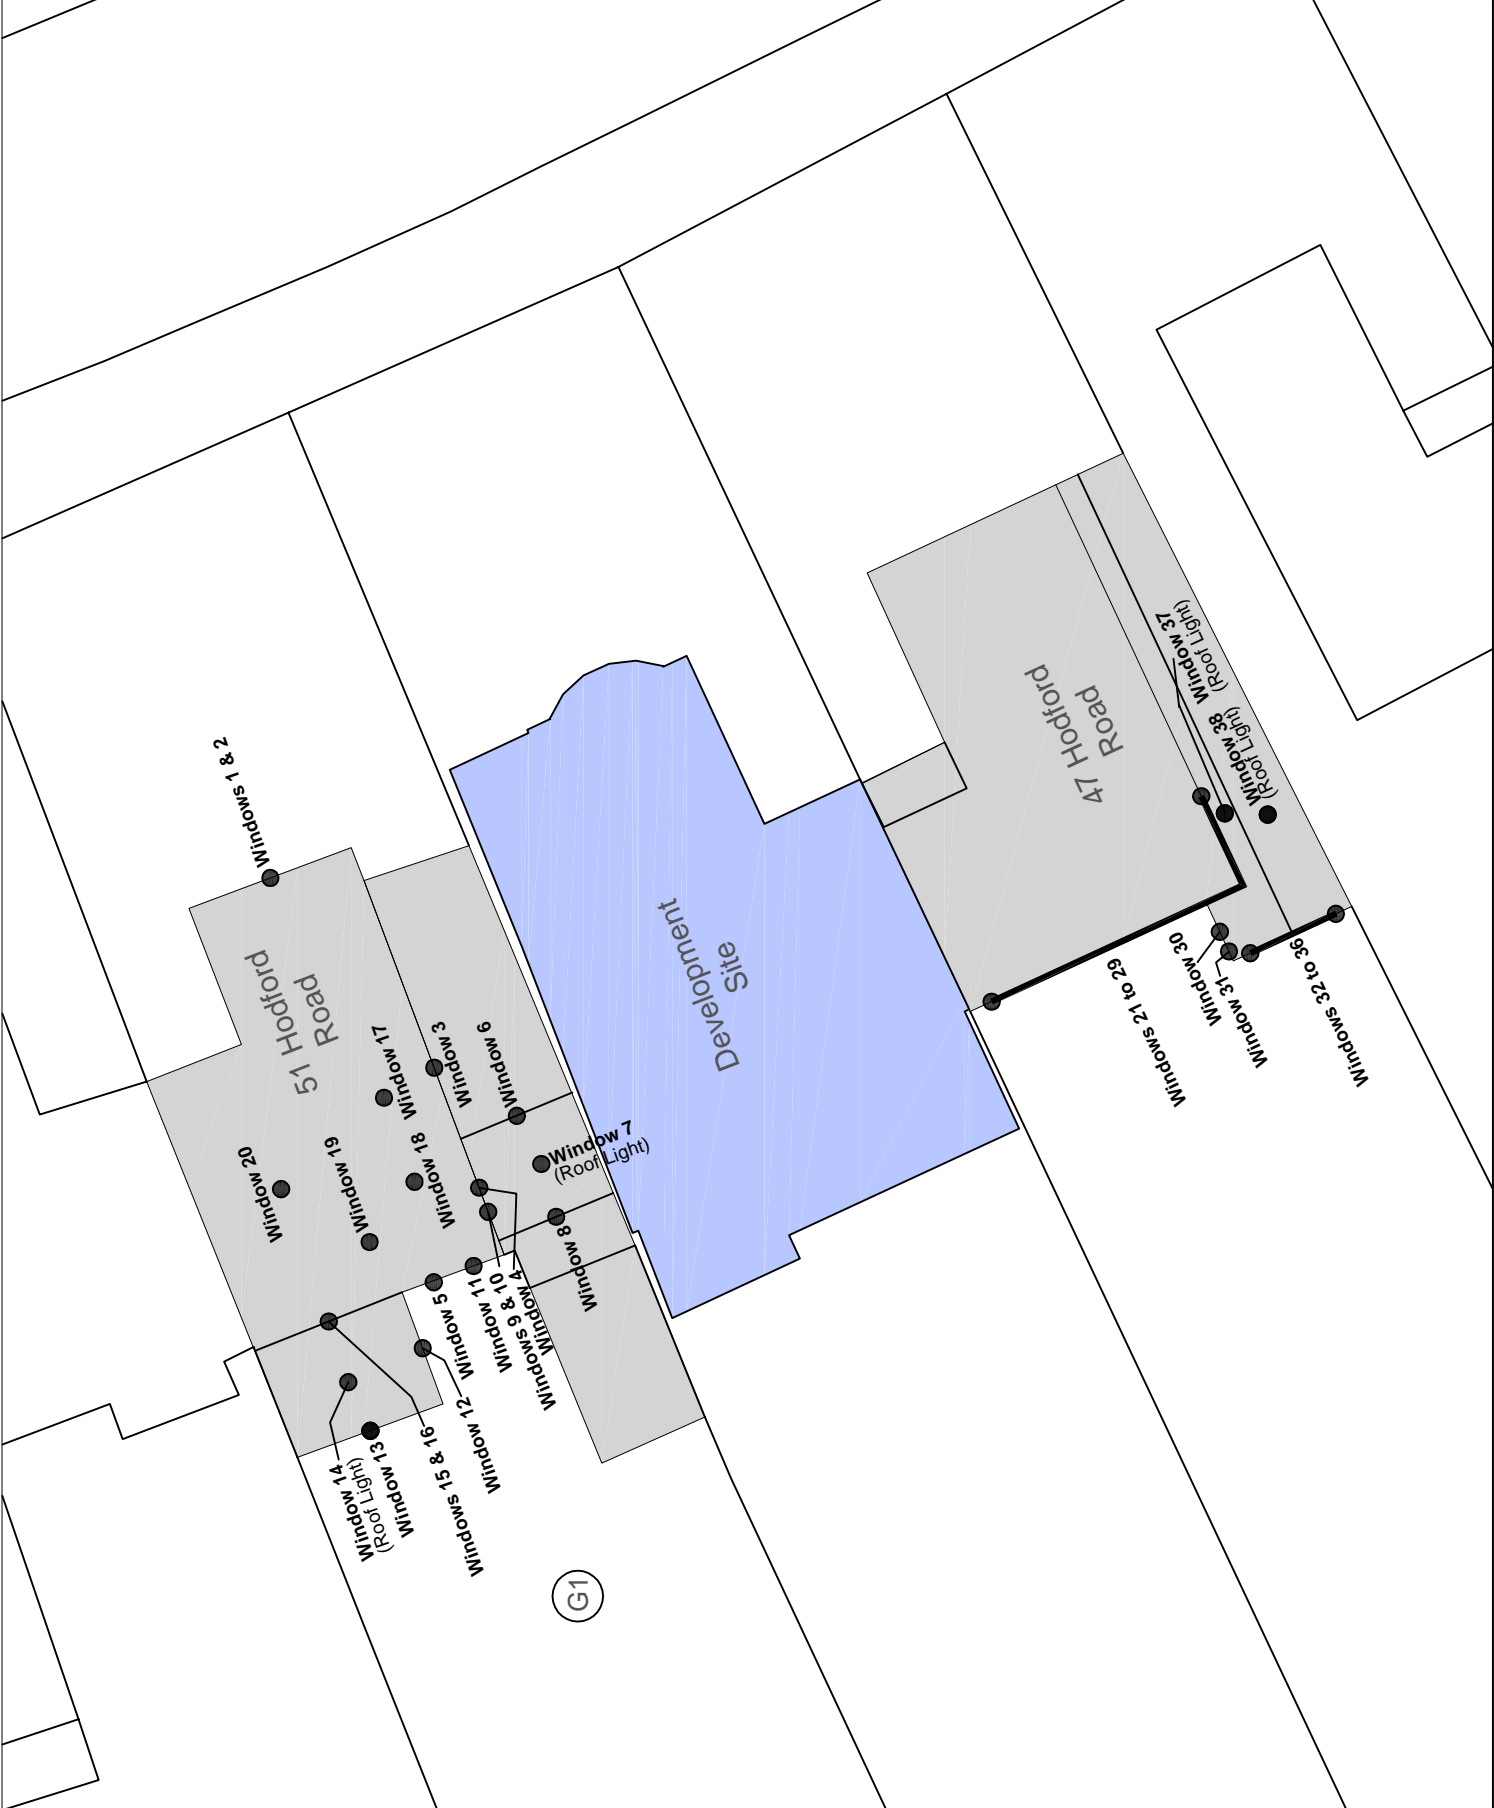 Windows 1 & 2
51 Hodford
Road
Window 17
Window 3
Window 6
Window 20
Window 19
Window 18
Window 7
(Roof Light)
Window 8
Window 4
Windows 9 & 10
Window 11
Window 5
Window 12
Windows 15 & 16
Window 13
Window 14
(Roof Light)
G1
Development
Site
47 Hodford
Road
Window 37
(Roof Light)
Window 38
(Roof Light)
Windows 21 to 29
Window 30
Window 31
Windows 32 to 36